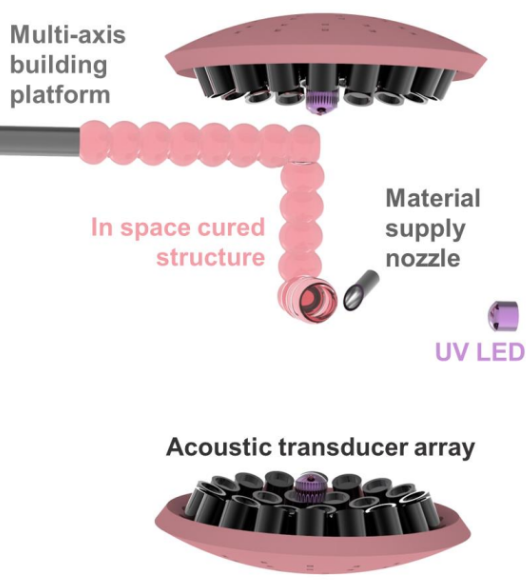 Multi-axis
building
platform
In space cured
structure
Material
supply
nozzle
UV LED
Acoustic transducer array